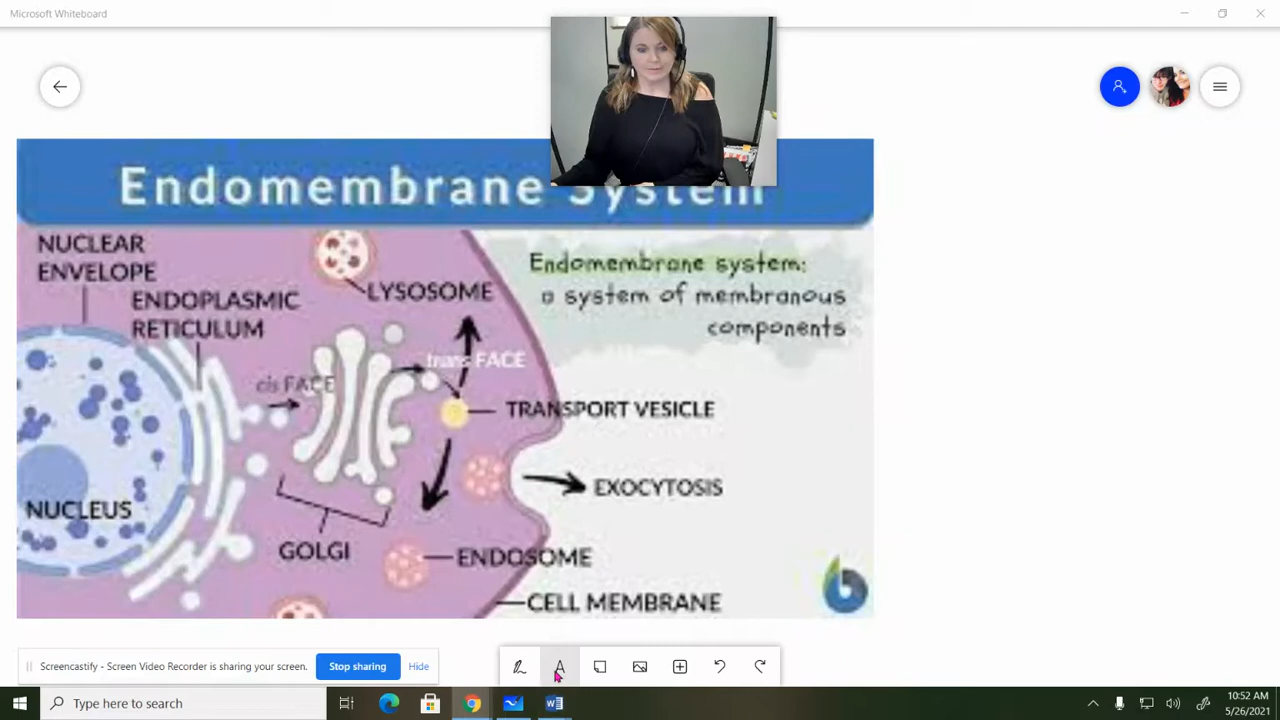 Microsoft Whiteboard
Endomembrane System
NUCLEAR
ENVELOPE
ENDOPLASMIC
RETICULUM
LYSOSOME
Endomembrane system:
a system of membranous
components
trans FACE
cis FACE
TRANSPORT VESICLE
EXOCYTOSIS
NUCLEUS
GOLGI
ENDOSOME
CELL MEMBRANE
Screencastify - Screen Video Recorder is sharing your screen.
Stop sharing
Hide
Type here to search
10:52 AM
5/26/2021